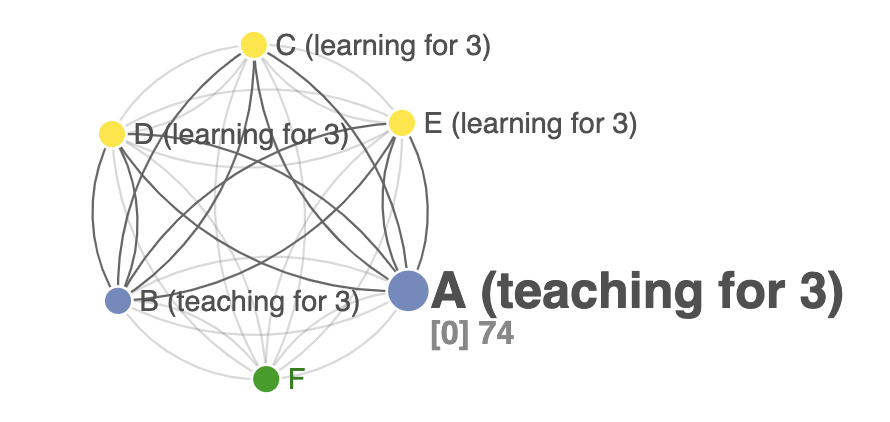 C (learning for 3)
E (learning for 3)
D (learning for 3)
A (teaching for 3)
B (teaching for 3)
[0] 74
F